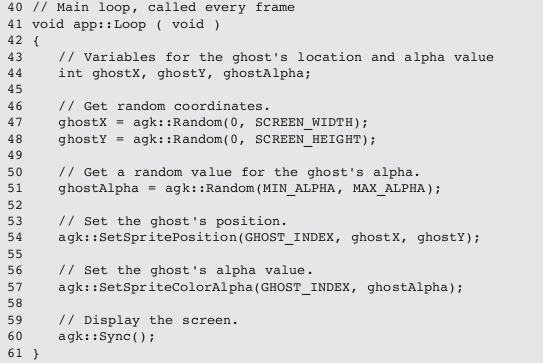 40 // Main loop, called every frame
41 void app::Loop ( void )
42 {
43    // Variables for the ghost's location and alpha value
44    int ghostX, ghostY, ghostAlpha;
45
46    // Get random coordinates.
47    ghostX = agk::Random(0, SCREEN_WIDTH);
48    ghostY = agk::Random(0, SCREEN_HEIGHT);
49
50    // Get a random value for the ghost's alpha.
51    ghostAlpha = agk::Random(MIN_ALPHA, MAX_ALPHA);
52
53    // Set the ghost's position.
54    agk::SetSpritePosition(GHOST_INDEX, ghostX, ghostY);
55
56    // Set the ghost's alpha value.
57    agk::SetSpriteColorAlpha(GHOST_INDEX, ghostAlpha);
58
59    // Display the screen.
60    agk::Sync();
61 }